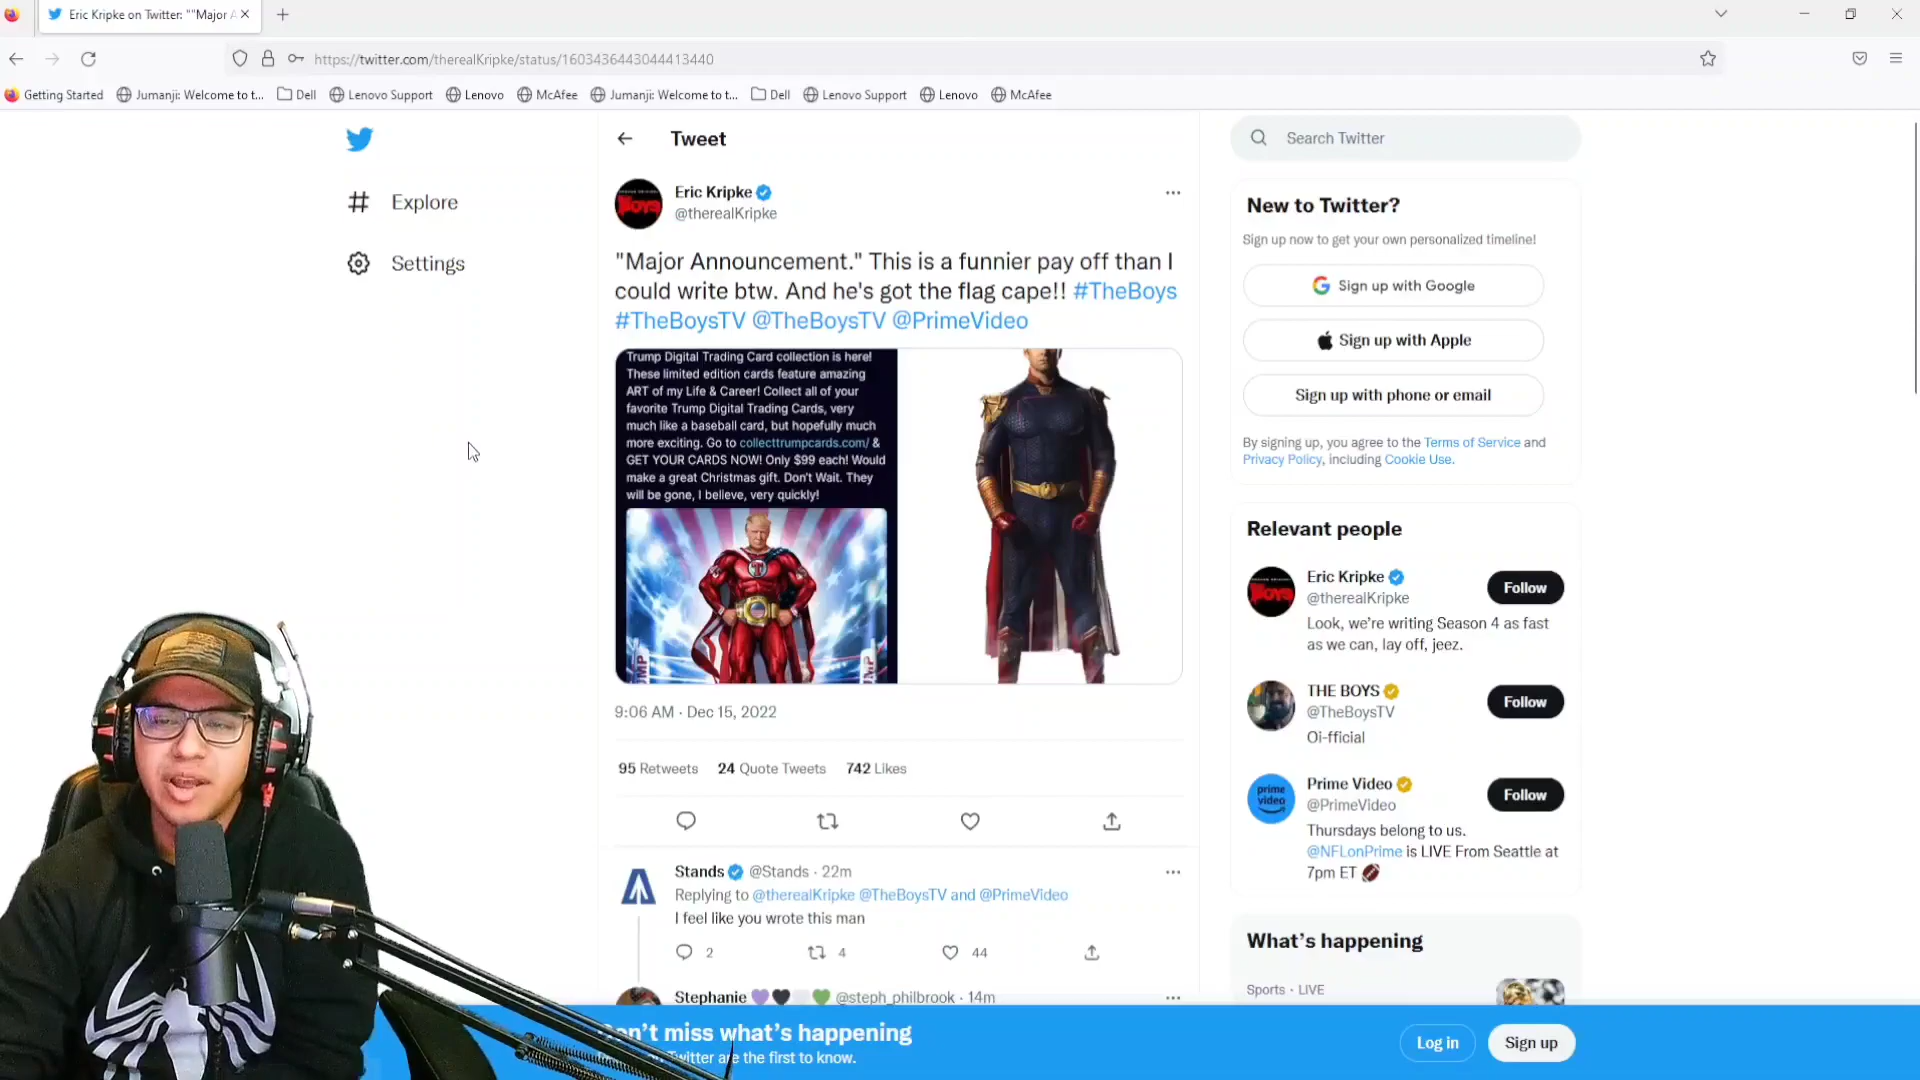 Eric Kripke on Twitter: ""Major A
https://twitter.com/therealKripke/status/1603436443044413440
Getting Started
Jumanji: Welcome to t...
Dell
Lenovo Support
Lenovo
McAfee
Jumanji: Welcome to t...
Dell
Lenovo Support
Lenovo
McAfee
Explore
Settings
Tweet
Eric Kripke
@therealKripke
"Major Announcement." This is a funnier pay off than I
could write btw. And he's got the flag cape!! #TheBoys
#TheBoysTV @TheBoysTV @PrimeVideo
Trump Digital Trading Card collection is here!
These limited edition cards feature amazing
ART of my Life & Career! Collect all of your
favorite Trump Digital Trading Cards, very
much like a baseball card, but hopefully much
more exciting. Go to collecttrumpcards.com/ &
GET YOUR CARDS NOW! Only $99 each! Would
make a great Christmas gift. Don't Wait. They
will be gone, I believe, very quickly!
9:06 AM · Dec 15, 2022
95 Retweets 24 Quote Tweets 742 Likes
Stands @Stands · 22m
Replying to @therealKripke @TheBoysTV and @PrimeVideo
I feel like you wrote this man
2 4 44
Stephanie @steph_philbrook · 14m
Search Twitter
New to Twitter?
Sign up now to get your own personalized timeline!
Sign up with Google
Sign up with Apple
Sign up with phone or email
By signing up, you agree to the Terms of Service and
Privacy Policy, including Cookie Use.
Relevant people
Eric Kripke
@therealKripke
Follow
Look, we're writing Season 4 as fast
as we can, lay off, jeez.
THE BOYS
@TheBoysTV
Follow
Oi-fficial
prime
video
Prime Video
@PrimeVideo
Follow
Thursdays belong to us.
@NFLonPrime is LIVE From Seattle at
7pm ET
What's happening
Sports · LIVE
Don't miss what's happening
Twitter are the first to know.
Log in
Sign up